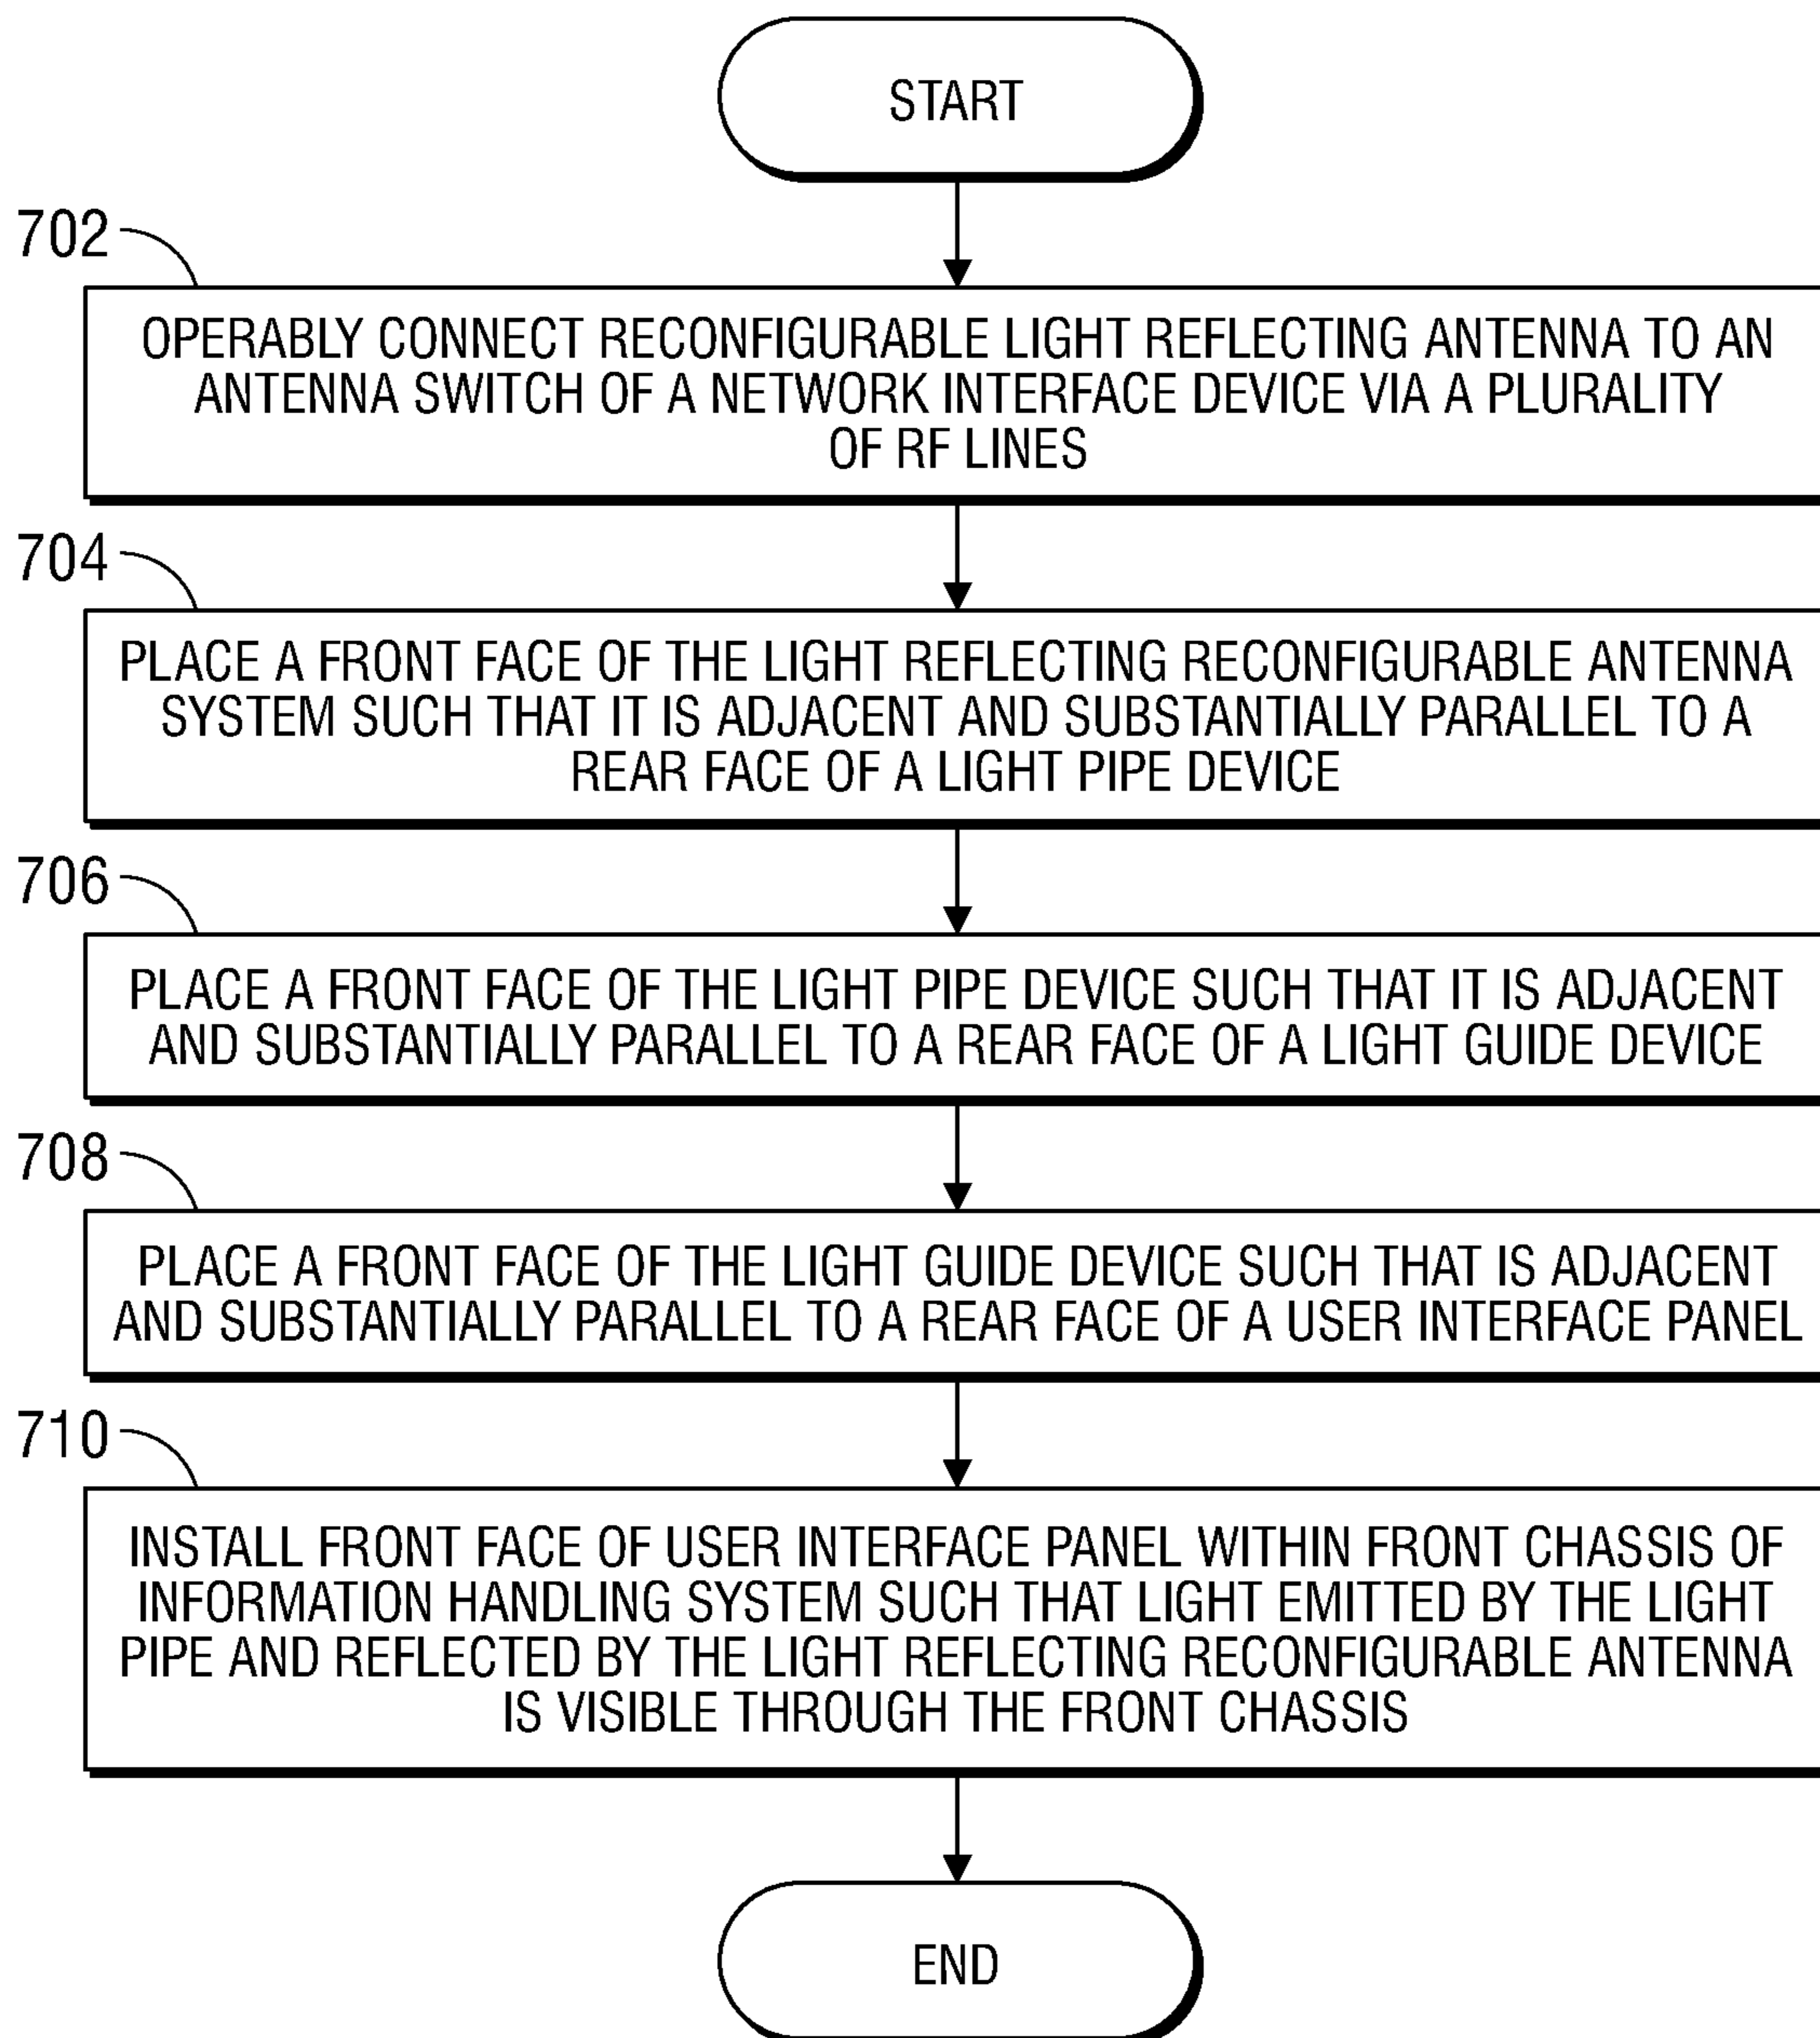 START
702
OPERABLY CONNECT RECONFIGURABLE LIGHT REFLECTING ANTENNA TO AN
ANTENNA SWITCH OF A NETWORK INTERFACE DEVICE VIA A PLURALITY
OF RF LINES
704
PLACE A FRONT FACE OF THE LIGHT REFLECTING RECONFIGURABLE ANTENNA
SYSTEM SUCH THAT IT IS ADJACENT AND SUBSTANTIALLY PARALLEL TO A
REAR FACE OF A LIGHT PIPE DEVICE
706
PLACE A FRONT FACE OF THE LIGHT PIPE DEVICE SUCH THAT IT IS ADJACENT
AND SUBSTANTIALLY PARALLEL TO A REAR FACE OF A LIGHT GUIDE DEVICE
708
PLACE A FRONT FACE OF THE LIGHT GUIDE DEVICE SUCH THAT IS ADJACENT
AND SUBSTANTIALLY PARALLEL TO A REAR FACE OF A USER INTERFACE PANEL
710
INSTALL FRONT FACE OF USER INTERFACE PANEL WITHIN FRONT CHASSIS OF
INFORMATION HANDLING SYSTEM SUCH THAT LIGHT EMITTED BY THE LIGHT
PIPE AND REFLECTED BY THE LIGHT REFLECTING RECONFIGURABLE ANTENNA
IS VISIBLE THROUGH THE FRONT CHASSIS
END